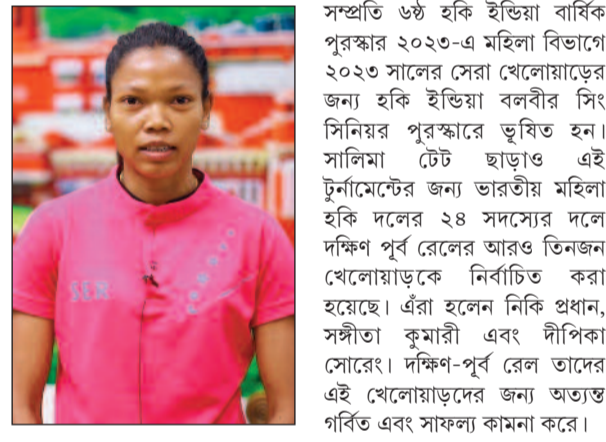 সম্প্রতি ৬ষ্ঠ হকি ইন্ডিয়া বার্ষিক
পুরস্কার ২০২৩-এ মহিলা বিভাগে
২০২৩ সালের সেরা খেলোয়াড়ের
জন্য হকি ইন্ডিয়া বলবীর সিং
সিনিয়র পুরস্কারে ভূষিত হন।
সালিমা টেট ছাড়াও এই
টুর্নামেন্টের জন্য ভারতীয় মহিলা
হকি দলের ২৪ সদস্যের দলে
দক্ষিণ পূর্ব রেলের আরও তিনজন
খেলোয়াড়কে নির্বাচিত করা
হয়েছে। এঁরা হলেন নিকি প্রধান,
সঙ্গীতা কুমারী এবং দীপিকা
সোরেং। দক্ষিণ-পূর্ব রেল তাদের
এই খেলোয়াড়দের জন্য অত্যন্ত
গর্বিত এবং সাফল্য কামনা করে।
SER